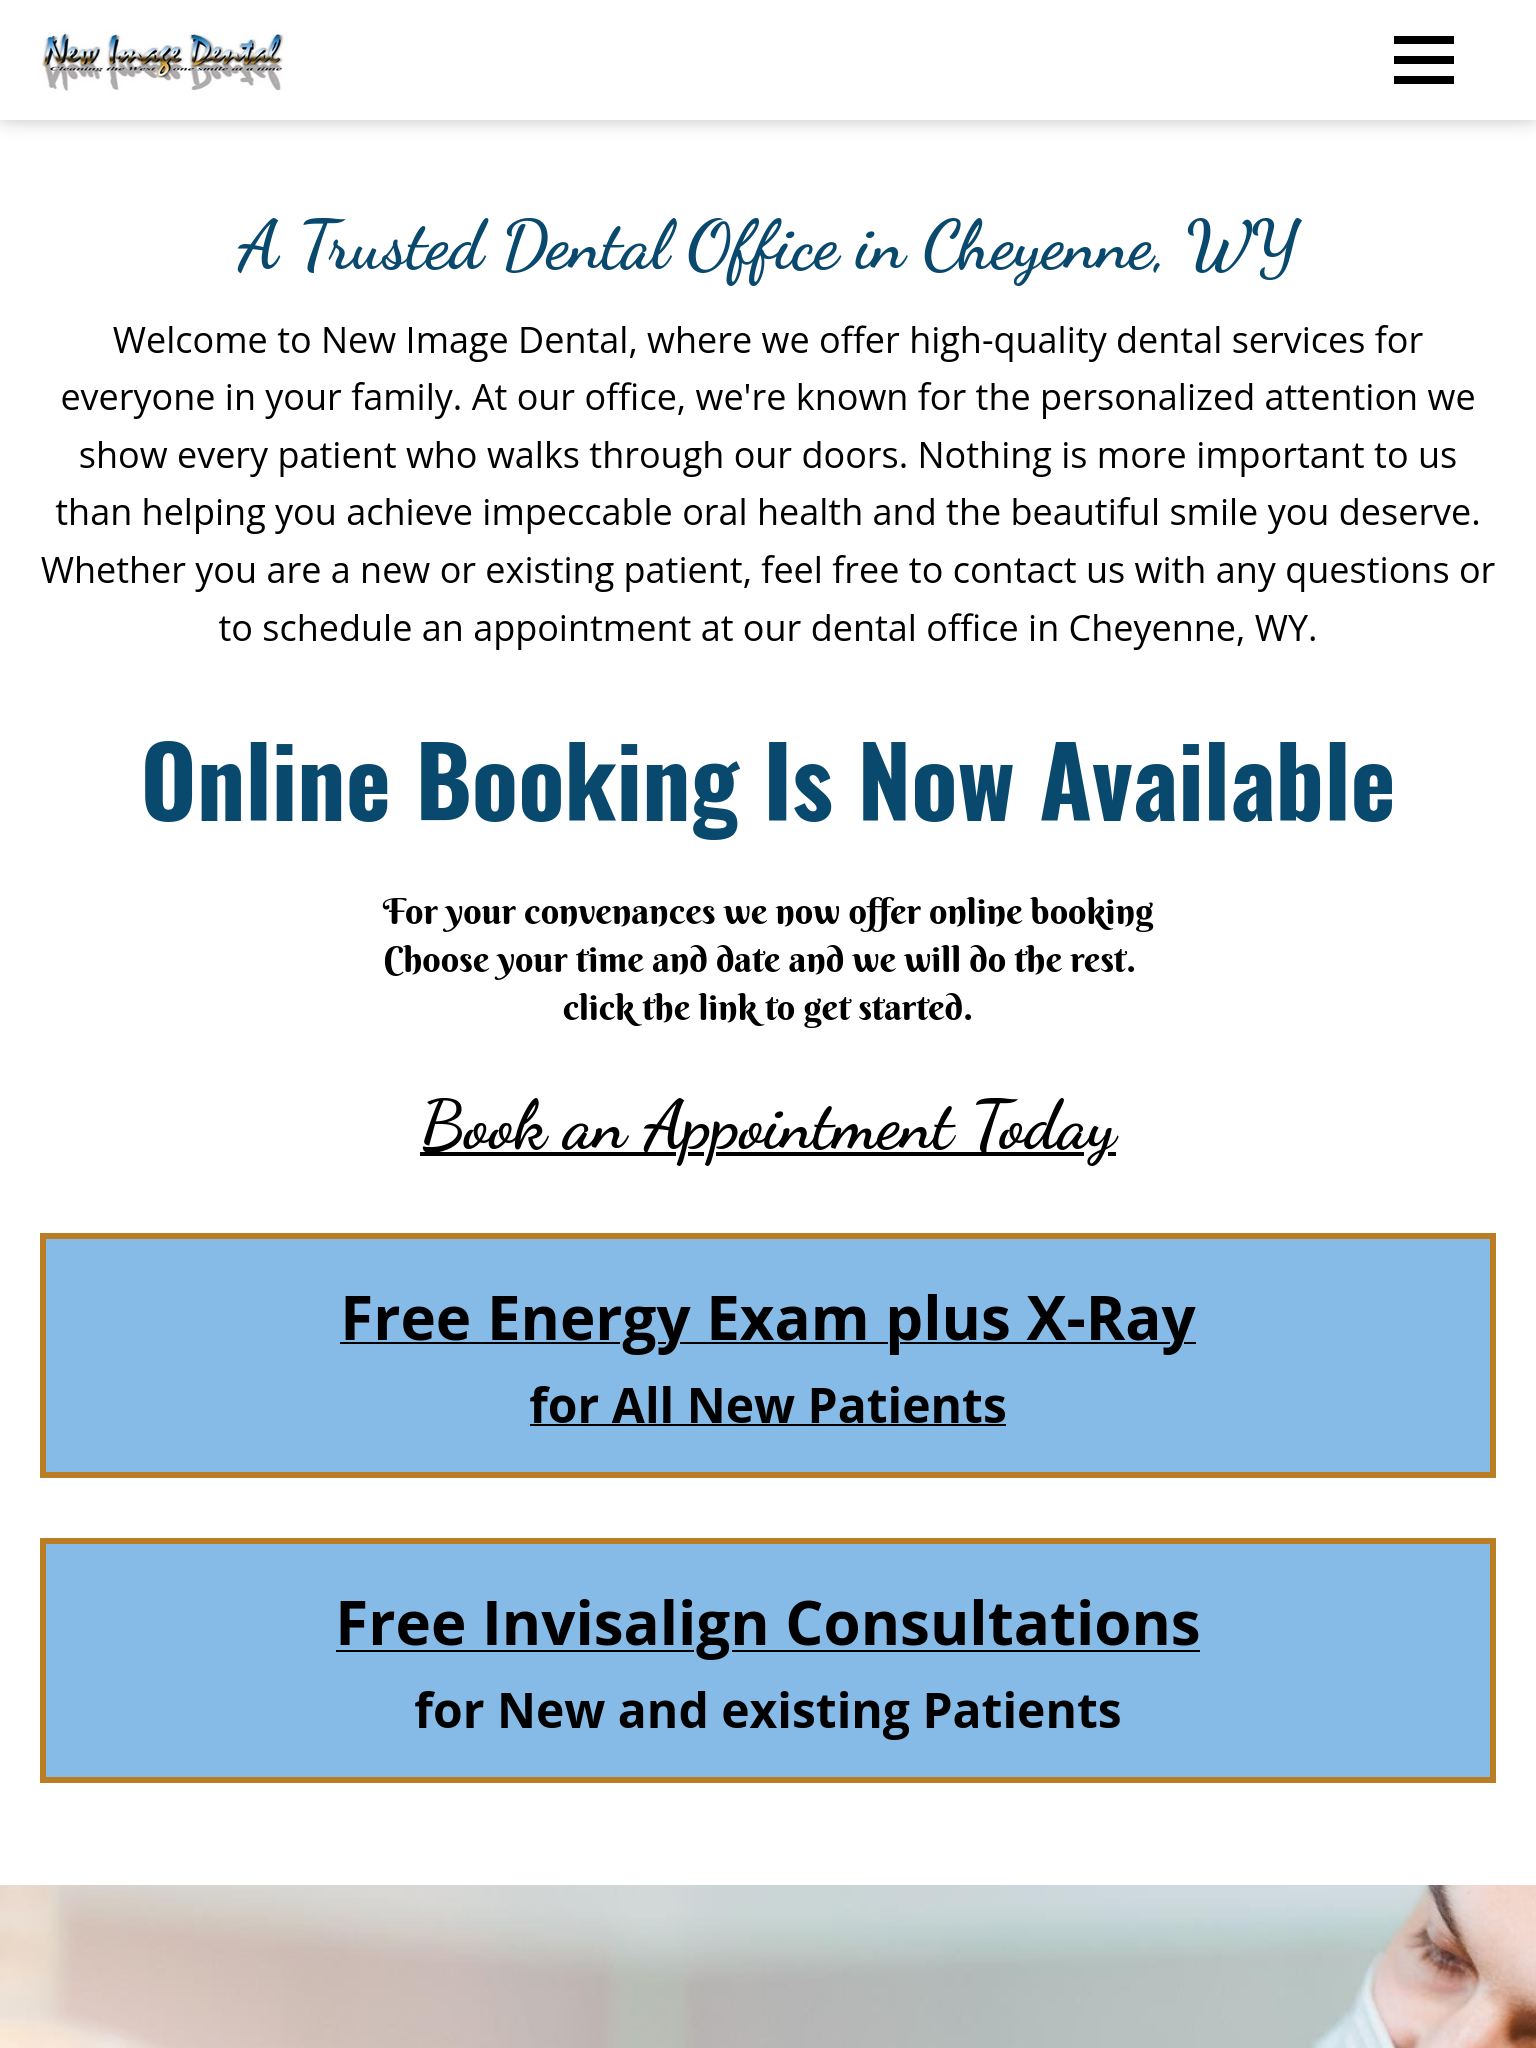 New Image Dental
Cleaning the West one smile at a time
A Trusted Dental Office in Cheyenne, WY
Welcome to New Image Dental, where we offer high-quality dental services for
everyone in your family. At our office, we're known for the personalized attention we
show every patient who walks through our doors. Nothing is more important to us
than helping you achieve impeccable oral health and the beautiful smile you deserve.
Whether you are a new or existing patient, feel free to contact us with any questions or
to schedule an appointment at our dental office in Cheyenne, WY.
Online Booking Is Now Available
For your convenances we now offer online booking
Choose your time and date and we will do the rest.
click the link to get started.
Book an Appointment Today
Free Energy Exam plus X-Ray
for All New Patients
Free Invisalign Consultations
for New and existing Patients